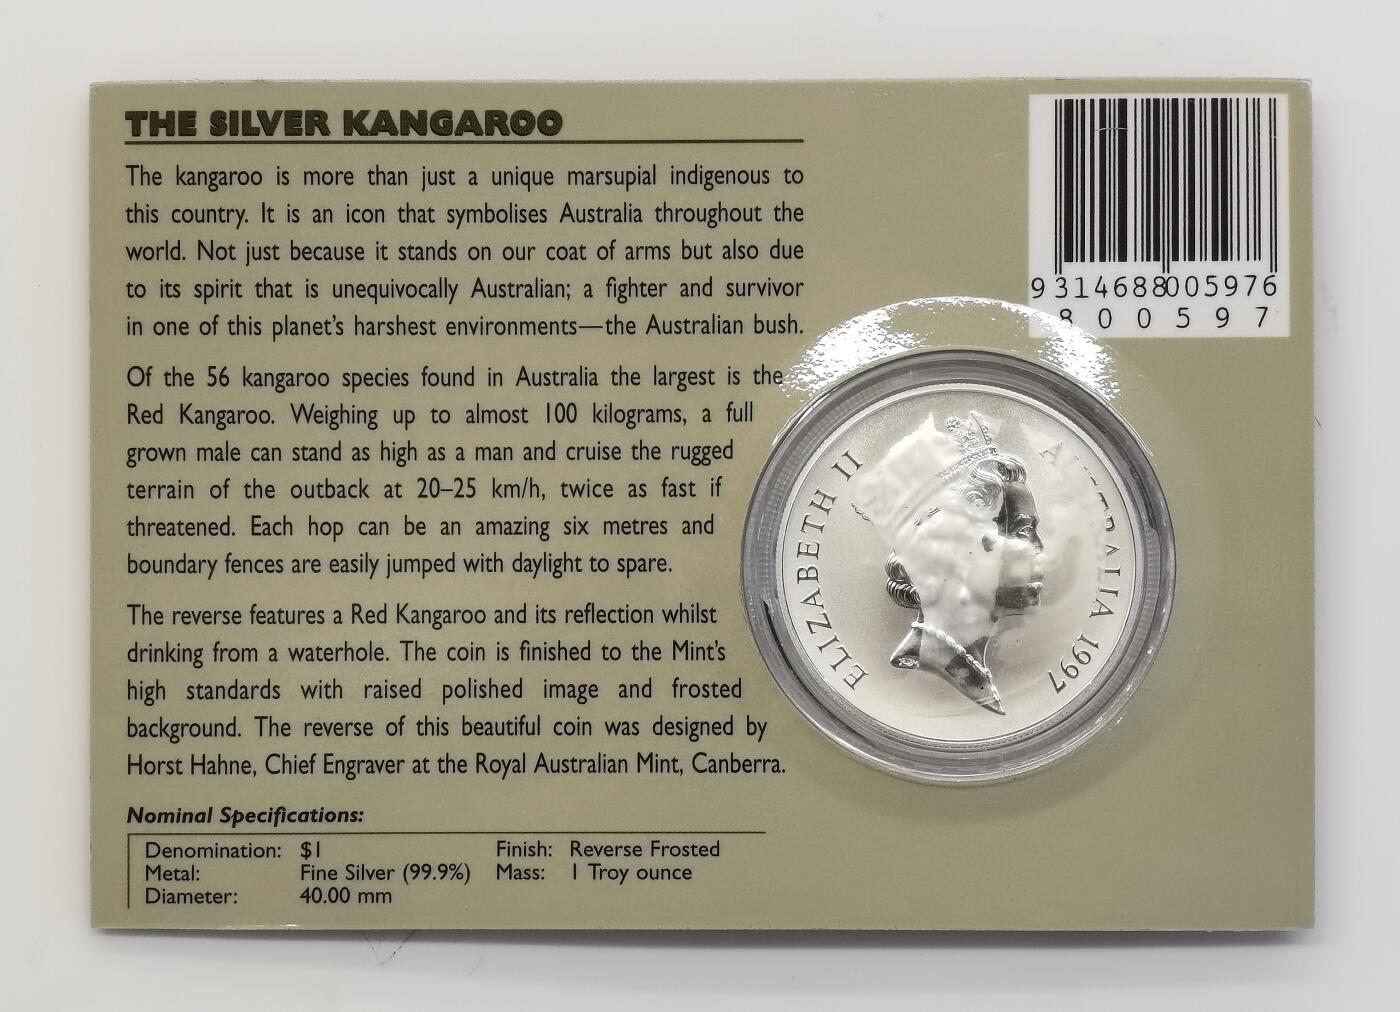 THE SILVER KANGAROO
The kangaroo is more than just a unique marsupial indigenous to
this country. It is an icon that symbolises Australia throughout the
world. Not just because it stands on our coat of arms but also due
to its spirit that is unequivocally Australian; a fighter and survivor
in one of this planet's harshest environments—the Australian bush.
Of the 56 kangaroo species found in Australia the largest is the
Red Kangaroo. Weighing up to almost 100 kilograms, a full
grown male can stand as high as a man and cruise the rugged
terrain of the outback at 20–25 km/h, twice as fast if
threatened. Each hop can be an amazing six metres and
boundary fences are easily jumped with daylight to spare.
The reverse features a Red Kangaroo and its reflection whilst
drinking from a waterhole. The coin is finished to the Mint's
high standards with raised polished image and frosted
background. The reverse of this beautiful coin was designed by
Horst Hahne, Chief Engraver at the Royal Australian Mint, Canberra.
Nominal Specifications:
Denomination: $1 Finish: Reverse Frosted
Metal: Fine Silver (99.9%) Mass: 1 Troy ounce
Diameter: 40.00 mm
9314688005976
800597
ELIZABETH II
AUSTRALIA 1997